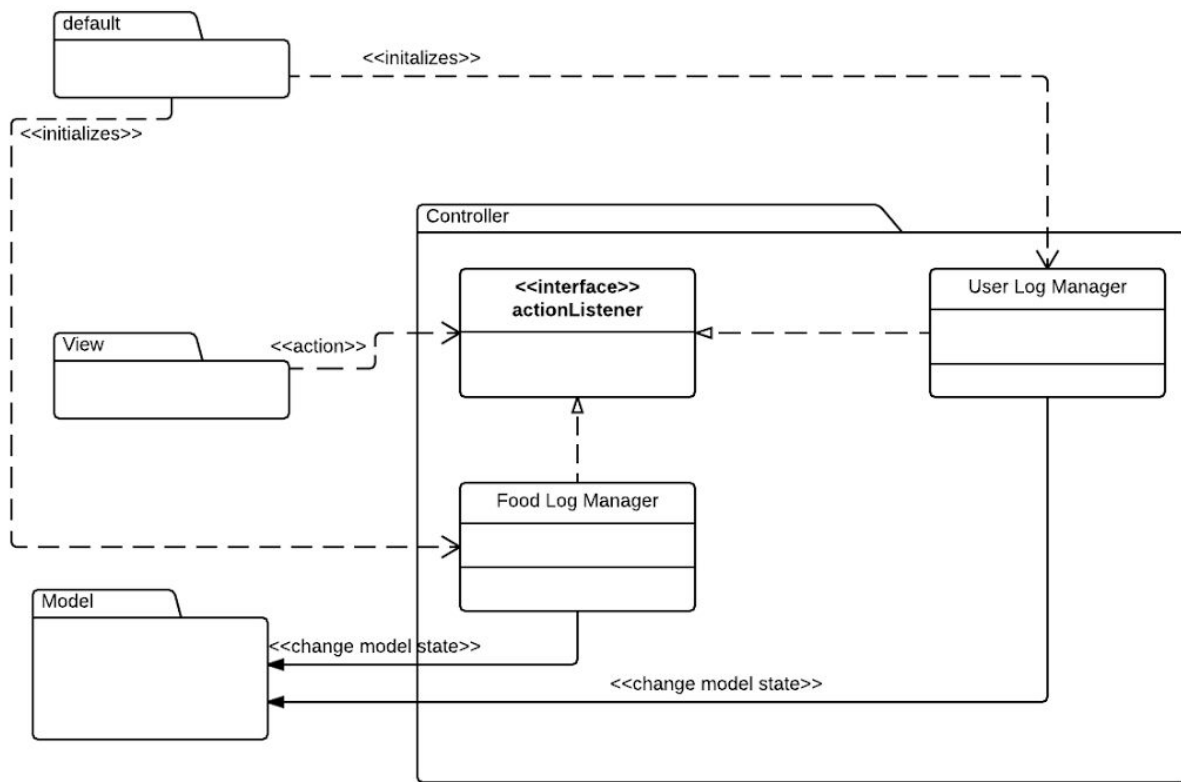 default
<<initalizes>>
<<initializes>>
Controller
<<interface>>
actionListener
User Log Manager
View
<<action>>
Food Log Manager
Model
<<change model state>>
<<change model state>>